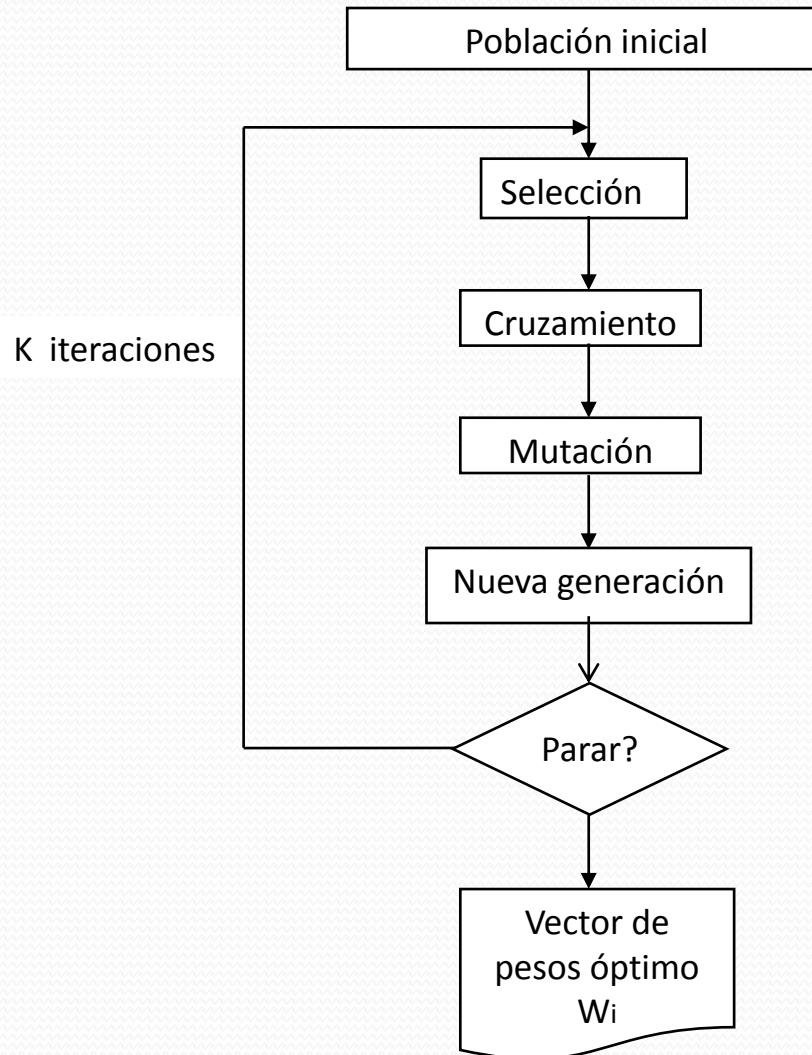 Población inicial
Selección
Cruzamiento
K iteraciones
Mutación
Nueva generación
Parar?
Vector de
pesos óptimo
Wi